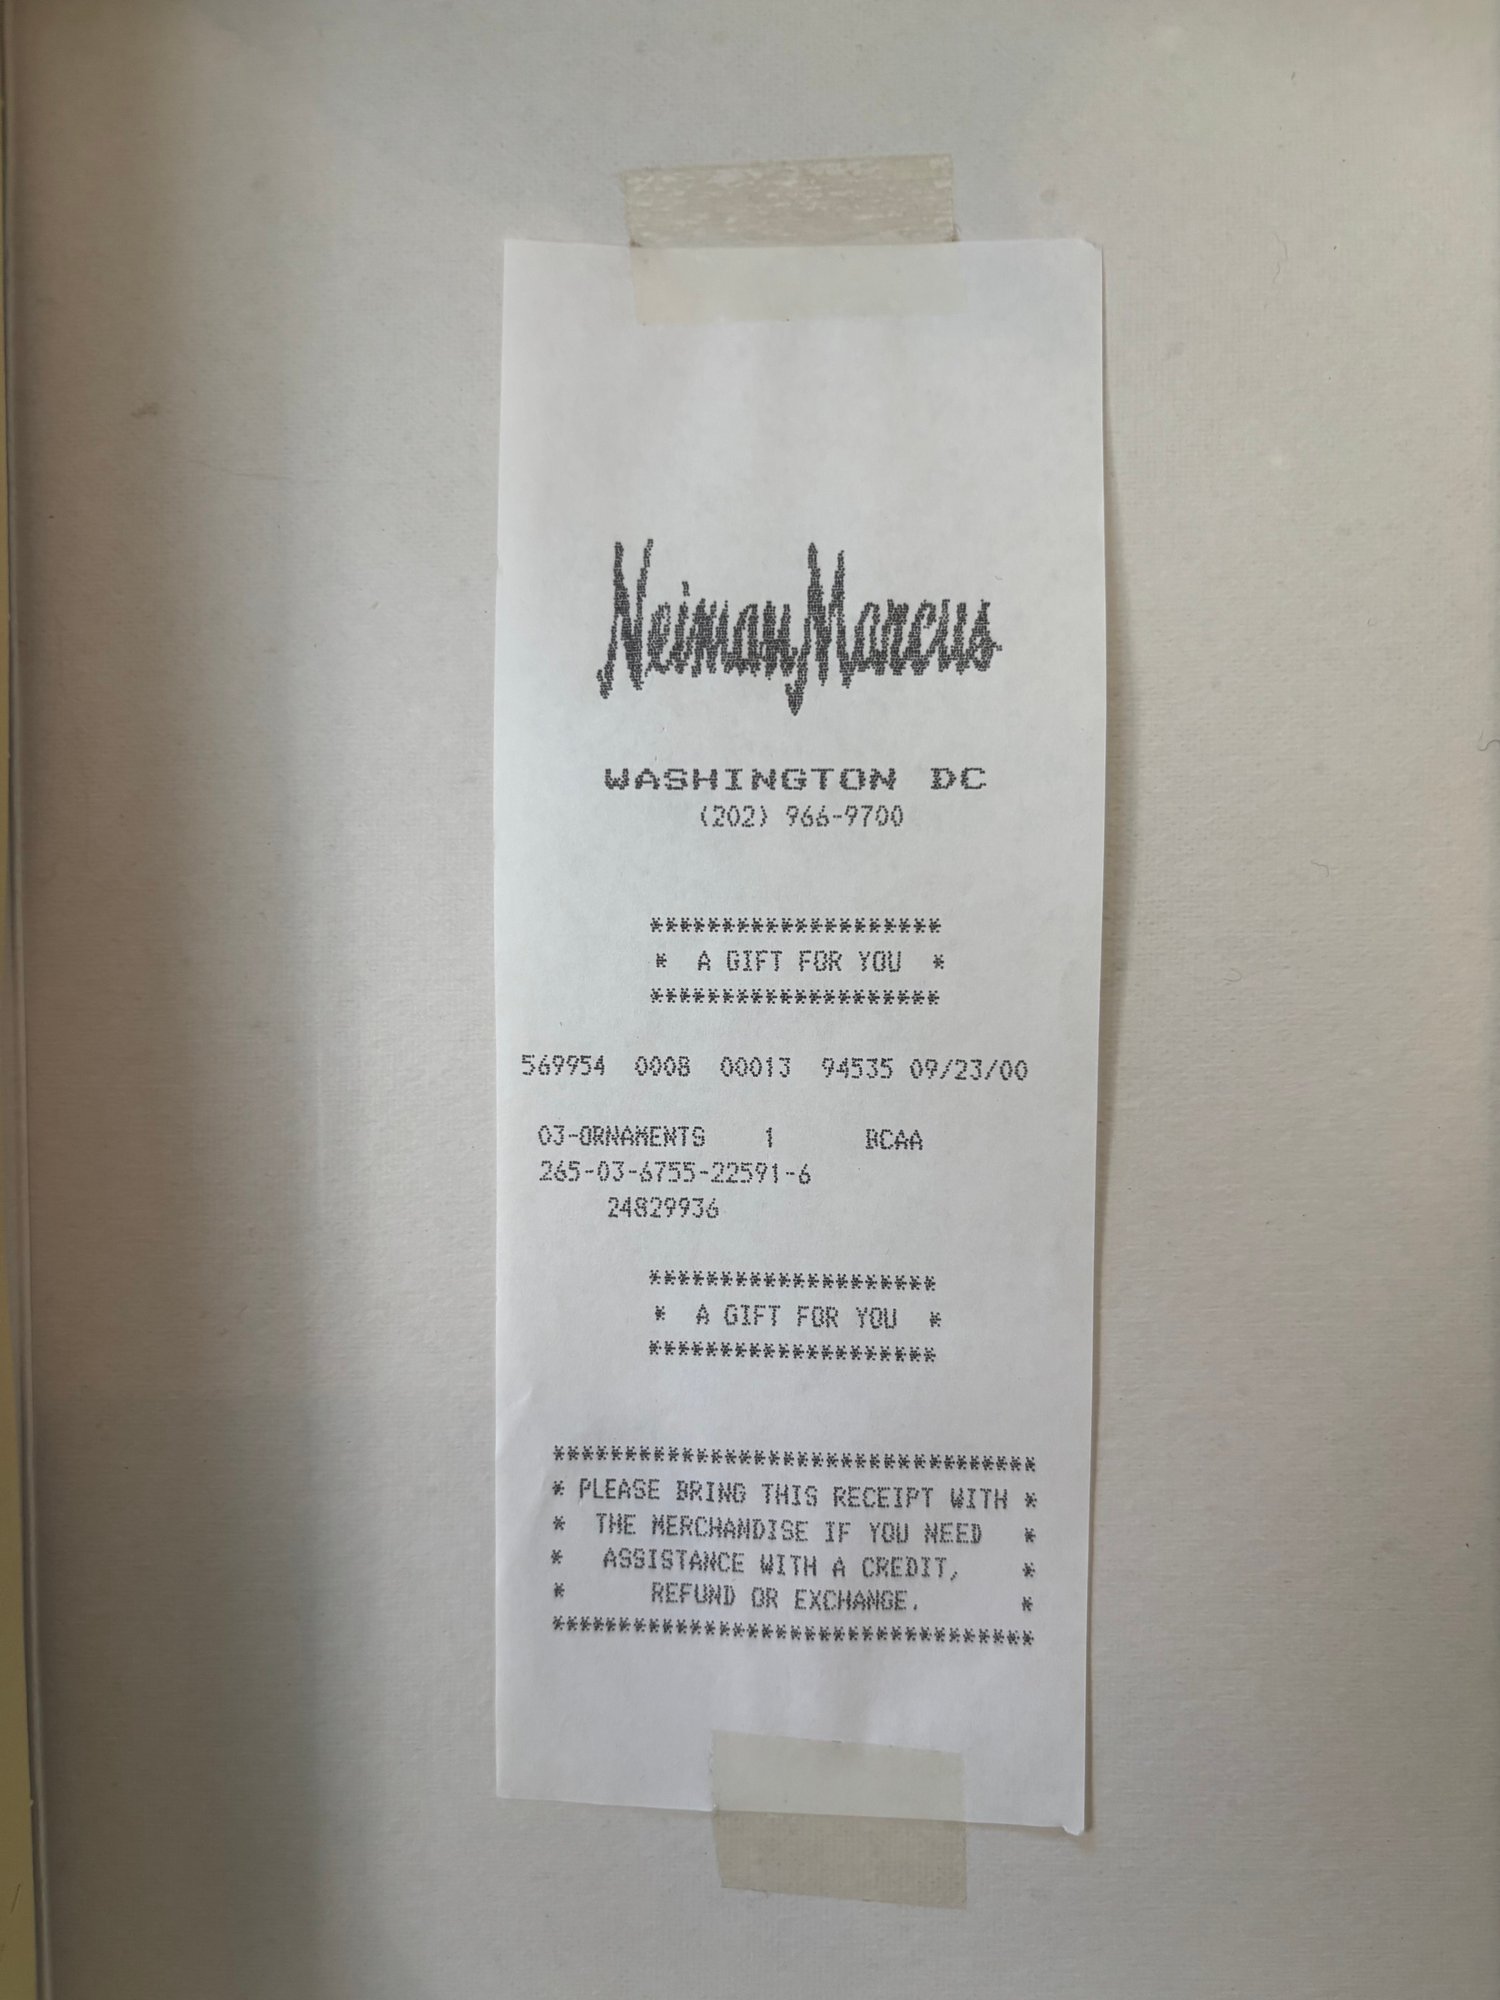 Neiman Marcus
WASHINGTON DC
(202) 966-9700
********************
* A GIFT FOR YOU *
********************
569954 0008 00013 94535 09/23/00
03-ORNAMENTS 1 BCAA
265-03-6755-22591-6
24829936
********************
* A GIFT FOR YOU *
********************
**********************************
* PLEASE BRING THIS RECEIPT WITH *
* THE MERCHANDISE IF YOU NEED *
* ASSISTANCE WITH A CREDIT, *
* REFUND OR EXCHANGE. *
**********************************